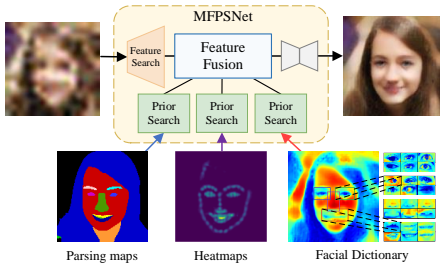 MFPSNet
Feature
Search
Feature
Fusion
Prior
Search
Prior
Search
Prior
Search
Parsing maps
Heatmaps
Facial Dictionary